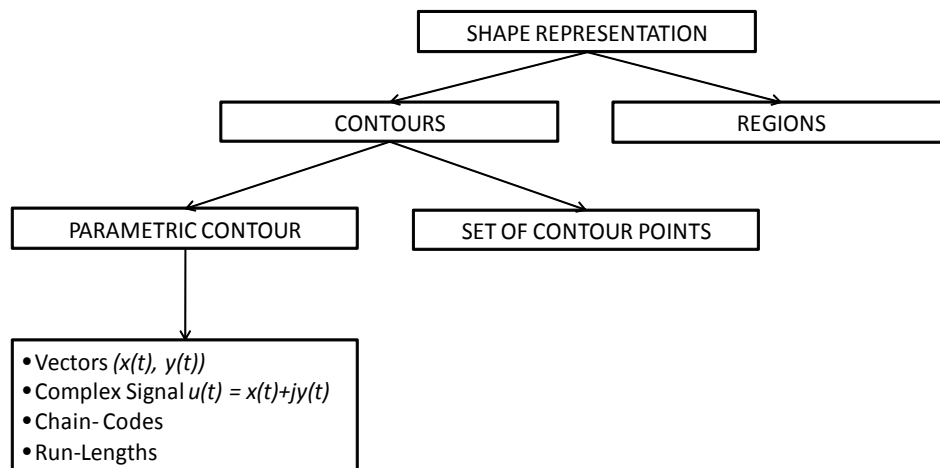 SHAPE REPRESENTATION
CONTOURS
REGIONS
PARAMETRIC CONTOUR
SET OF CONTOUR POINTS
•Vectors (x(t), y(t))
•Complex Signal u(t) = x(t)+jy(t)
•Chain- Codes
•Run-Lengths